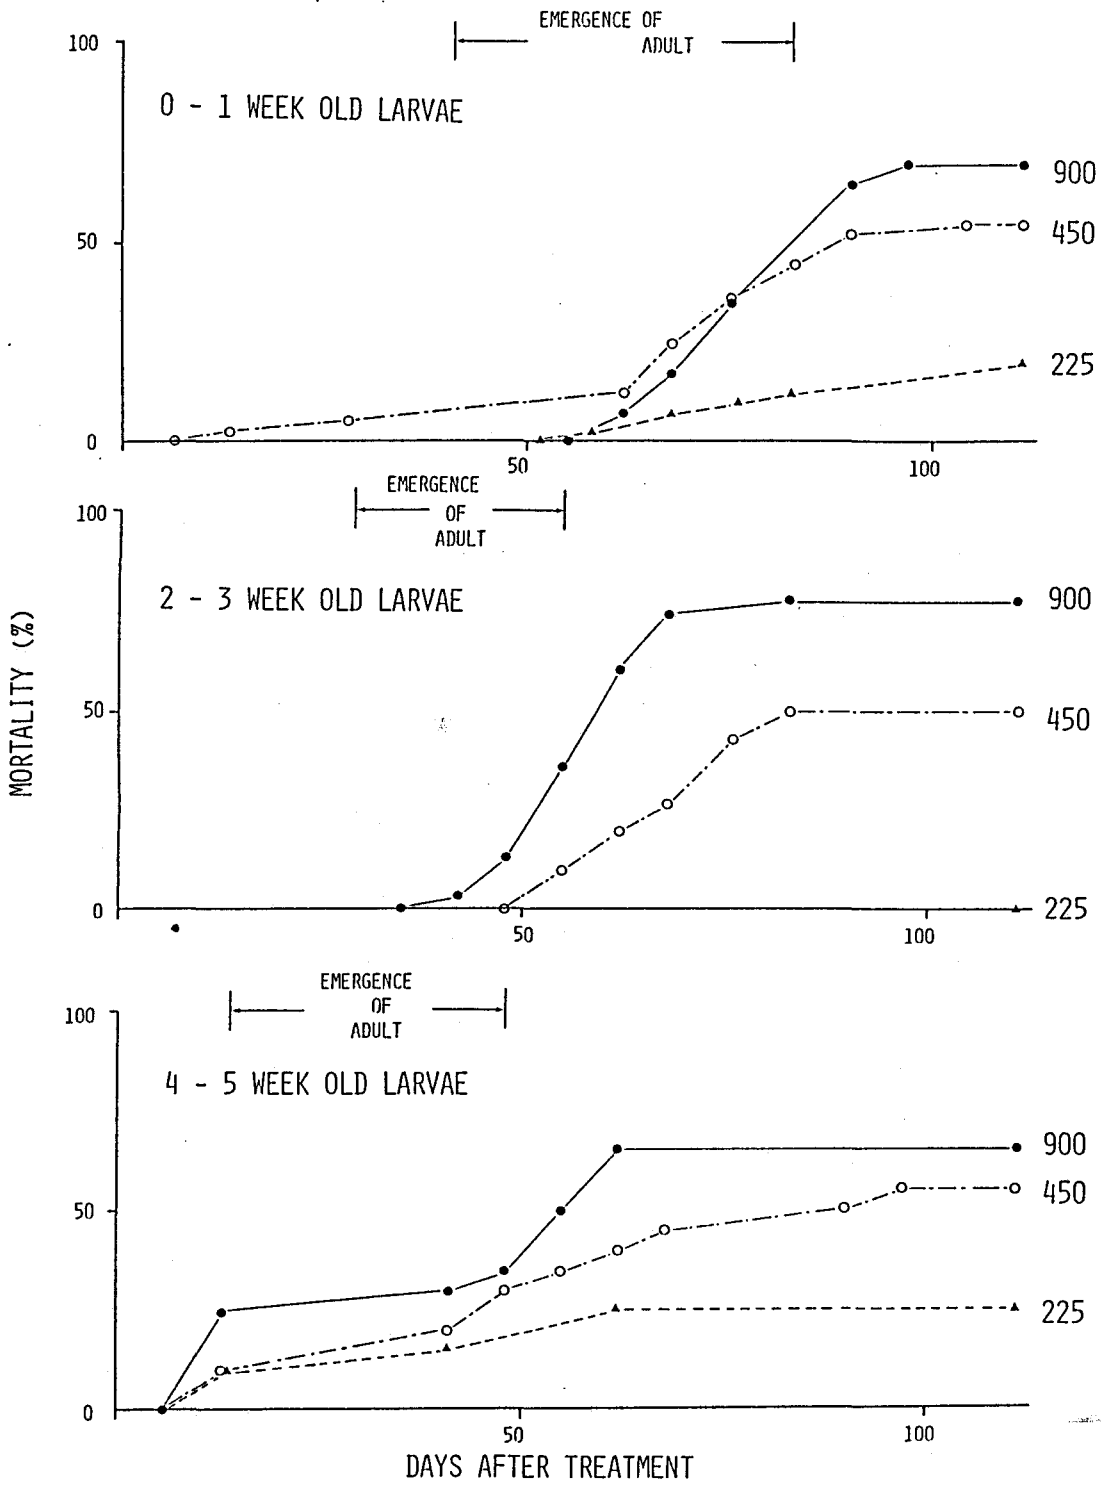 EMERGENCE OF
ADULT
100
0 - 1 WEEK OLD LARVAE
900
450
50
225
0
50
100
EMERGENCE
OF
ADULT
100
2 - 3 WEEK OLD LARVAE
900
50
450
0
225
50
100
MORTALITY (%)
EMERGENCE
OF
ADULT
100
4 - 5 WEEK OLD LARVAE
900
450
50
225
0
50
100
DAYS AFTER TREATMENT